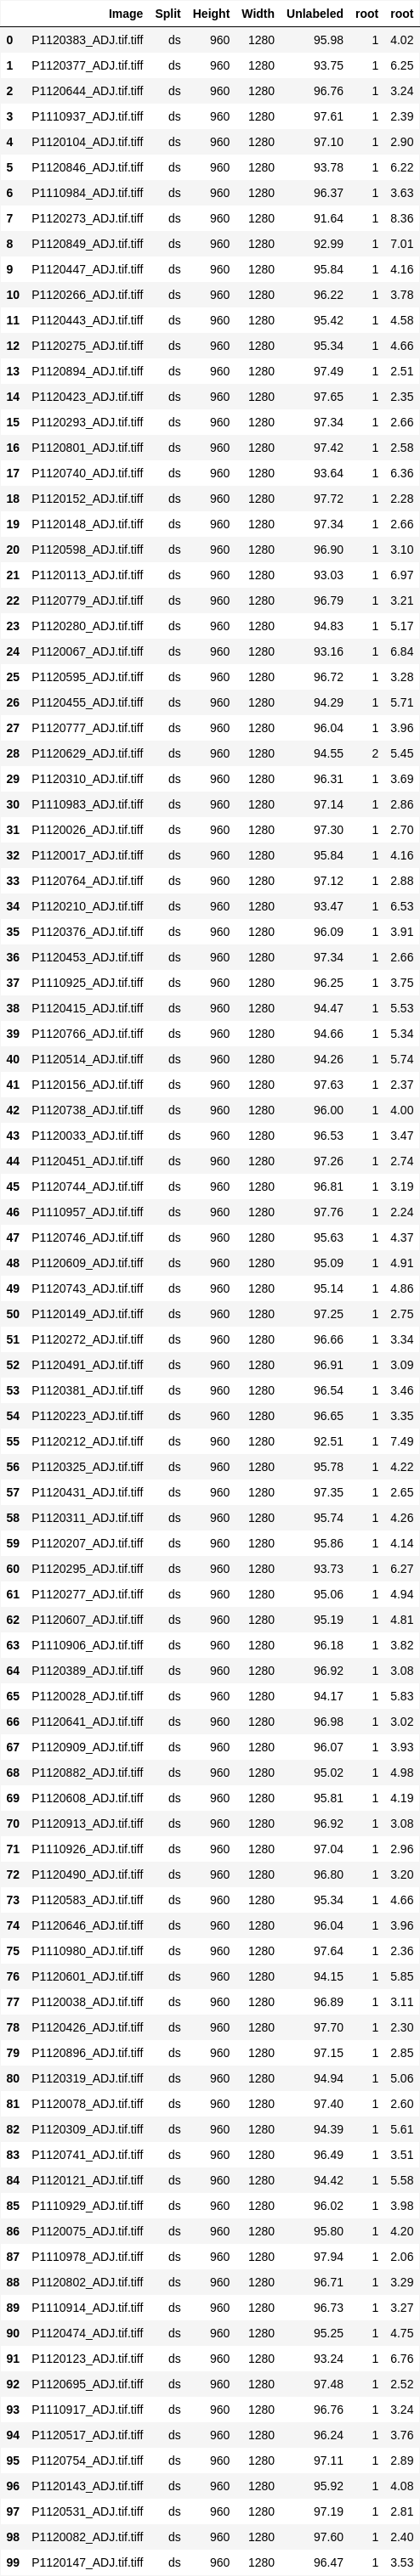 Image Split Height Width Unlabeled root root
0 P1120383_ADJ.tif.tiff ds 960 1280 95.98 1 4.02
1 P1120377_ADJ.tif.tiff ds 960 1280 93.75 1 6.25
2 P1120644_ADJ.tif.tiff ds 960 1280 96.76 1 3.24
3 P1110937_ADJ.tif.tiff ds 960 1280 97.61 1 2.39
4 P1120104_ADJ.tif.tiff ds 960 1280 97.10 1 2.90
5 P1120846_ADJ.tif.tiff ds 960 1280 93.78 1 6.22
6 P1110984_ADJ.tif.tiff ds 960 1280 96.37 1 3.63
7 P1120273_ADJ.tif.tiff ds 960 1280 91.64 1 8.36
8 P1120849_ADJ.tif.tiff ds 960 1280 92.99 1 7.01
9 P1120447_ADJ.tif.tiff ds 960 1280 95.84 1 4.16
10 P1120266_ADJ.tif.tiff ds 960 1280 96.22 1 3.78
11 P1120443_ADJ.tif.tiff ds 960 1280 95.42 1 4.58
12 P1120275_ADJ.tif.tiff ds 960 1280 95.34 1 4.66
13 P1120894_ADJ.tif.tiff ds 960 1280 97.49 1 2.51
14 P1120423_ADJ.tif.tiff ds 960 1280 97.65 1 2.35
15 P1120293_ADJ.tif.tiff ds 960 1280 97.34 1 2.66
16 P1120801_ADJ.tif.tiff ds 960 1280 97.42 1 2.58
17 P1120740_ADJ.tif.tiff ds 960 1280 93.64 1 6.36
18 P1120152_ADJ.tif.tiff ds 960 1280 97.72 1 2.28
19 P1120148_ADJ.tif.tiff ds 960 1280 97.34 1 2.66
20 P1120598_ADJ.tif.tiff ds 960 1280 96.90 1 3.10
21 P1120113_ADJ.tif.tiff ds 960 1280 93.03 1 6.97
22 P1120779_ADJ.tif.tiff ds 960 1280 96.79 1 3.21
23 P1120280_ADJ.tif.tiff ds 960 1280 94.83 1 5.17
24 P1120067_ADJ.tif.tiff ds 960 1280 93.16 1 6.84
25 P1120595_ADJ.tif.tiff ds 960 1280 96.72 1 3.28
26 P1120455_ADJ.tif.tiff ds 960 1280 94.29 1 5.71
27 P1120777_ADJ.tif.tiff ds 960 1280 96.04 1 3.96
28 P1120629_ADJ.tif.tiff ds 960 1280 94.55 2 5.45
29 P1120310_ADJ.tif.tiff ds 960 1280 96.31 1 3.69
30 P1110983_ADJ.tif.tiff ds 960 1280 97.14 1 2.86
31 P1120026_ADJ.tif.tiff ds 960 1280 97.30 1 2.70
32 P1120017_ADJ.tif.tiff ds 960 1280 95.84 1 4.16
33 P1120764_ADJ.tif.tiff ds 960 1280 97.12 1 2.88
34 P1120210_ADJ.tif.tiff ds 960 1280 93.47 1 6.53
35 P1120376_ADJ.tif.tiff ds 960 1280 96.09 1 3.91
36 P1120453_ADJ.tif.tiff ds 960 1280 97.34 1 2.66
37 P1110925_ADJ.tif.tiff ds 960 1280 96.25 1 3.75
38 P1120415_ADJ.tif.tiff ds 960 1280 94.47 1 5.53
39 P1120766_ADJ.tif.tiff ds 960 1280 94.66 1 5.34
40 P1120514_ADJ.tif.tiff ds 960 1280 94.26 1 5.74
41 P1120156_ADJ.tif.tiff ds 960 1280 97.63 1 2.37
42 P1120738_ADJ.tif.tiff ds 960 1280 96.00 1 4.00
43 P1120033_ADJ.tif.tiff ds 960 1280 96.53 1 3.47
44 P1120451_ADJ.tif.tiff ds 960 1280 97.26 1 2.74
45 P1120744_ADJ.tif.tiff ds 960 1280 96.81 1 3.19
46 P1110957_ADJ.tif.tiff ds 960 1280 97.76 1 2.24
47 P1120746_ADJ.tif.tiff ds 960 1280 95.63 1 4.37
48 P1120609_ADJ.tif.tiff ds 960 1280 95.09 1 4.91
49 P1120743_ADJ.tif.tiff ds 960 1280 95.14 1 4.86
50 P1120149_ADJ.tif.tiff ds 960 1280 97.25 1 2.75
51 P1120272_ADJ.tif.tiff ds 960 1280 96.66 1 3.34
52 P1120491_ADJ.tif.tiff ds 960 1280 96.91 1 3.09
53 P1120381_ADJ.tif.tiff ds 960 1280 96.54 1 3.46
54 P1120223_ADJ.tif.tiff ds 960 1280 96.65 1 3.35
55 P1120212_ADJ.tif.tiff ds 960 1280 92.51 1 7.49
56 P1120325_ADJ.tif.tiff ds 960 1280 95.78 1 4.22
57 P1120431_ADJ.tif.tiff ds 960 1280 97.35 1 2.65
58 P1120311_ADJ.tif.tiff ds 960 1280 95.74 1 4.26
59 P1120207_ADJ.tif.tiff ds 960 1280 95.86 1 4.14
60 P1120295_ADJ.tif.tiff ds 960 1280 93.73 1 6.27
61 P1120277_ADJ.tif.tiff ds 960 1280 95.06 1 4.94
62 P1120607_ADJ.tif.tiff ds 960 1280 95.19 1 4.81
63 P1110906_ADJ.tif.tiff ds 960 1280 96.18 1 3.82
64 P1120389_ADJ.tif.tiff ds 960 1280 96.92 1 3.08
65 P1120028_ADJ.tif.tiff ds 960 1280 94.17 1 5.83
66 P1120641_ADJ.tif.tiff ds 960 1280 96.98 1 3.02
67 P1120909_ADJ.tif.tiff ds 960 1280 96.07 1 3.93
68 P1120882_ADJ.tif.tiff ds 960 1280 95.02 1 4.98
69 P1120608_ADJ.tif.tiff ds 960 1280 95.81 1 4.19
70 P1120913_ADJ.tif.tiff ds 960 1280 96.92 1 3.08
71 P1110926_ADJ.tif.tiff ds 960 1280 97.04 1 2.96
72 P1120490_ADJ.tif.tiff ds 960 1280 96.80 1 3.20
73 P1120583_ADJ.tif.tiff ds 960 1280 95.34 1 4.66
74 P1120646_ADJ.tif.tiff ds 960 1280 96.04 1 3.96
75 P1110980_ADJ.tif.tiff ds 960 1280 97.64 1 2.36
76 P1120601_ADJ.tif.tiff ds 960 1280 94.15 1 5.85
77 P1120038_ADJ.tif.tiff ds 960 1280 96.89 1 3.11
78 P1120426_ADJ.tif.tiff ds 960 1280 97.70 1 2.30
79 P1120896_ADJ.tif.tiff ds 960 1280 97.15 1 2.85
80 P1120319_ADJ.tif.tiff ds 960 1280 94.94 1 5.06
81 P1120078_ADJ.tif.tiff ds 960 1280 97.40 1 2.60
82 P1120309_ADJ.tif.tiff ds 960 1280 94.39 1 5.61
83 P1120741_ADJ.tif.tiff ds 960 1280 96.49 1 3.51
84 P1120121_ADJ.tif.tiff ds 960 1280 94.42 1 5.58
85 P1110929_ADJ.tif.tiff ds 960 1280 96.02 1 3.98
86 P1120075_ADJ.tif.tiff ds 960 1280 95.80 1 4.20
87 P1110978_ADJ.tif.tiff ds 960 1280 97.94 1 2.06
88 P1120802_ADJ.tif.tiff ds 960 1280 96.71 1 3.29
89 P1110914_ADJ.tif.tiff ds 960 1280 96.73 1 3.27
90 P1120474_ADJ.tif.tiff ds 960 1280 95.25 1 4.75
91 P1120123_ADJ.tif.tiff ds 960 1280 93.24 1 6.76
92 P1120695_ADJ.tif.tiff ds 960 1280 97.48 1 2.52
93 P1110917_ADJ.tif.tiff ds 960 1280 96.76 1 3.24
94 P1120517_ADJ.tif.tiff ds 960 1280 96.24 1 3.76
95 P1120754_ADJ.tif.tiff ds 960 1280 97.11 1 2.89
96 P1120143_ADJ.tif.tiff ds 960 1280 95.92 1 4.08
97 P1120531_ADJ.tif.tiff ds 960 1280 97.19 1 2.81
98 P1120082_ADJ.tif.tiff ds 960 1280 97.60 1 2.40
99 P1120147_ADJ.tif.tiff ds 960 1280 96.47 1 3.53